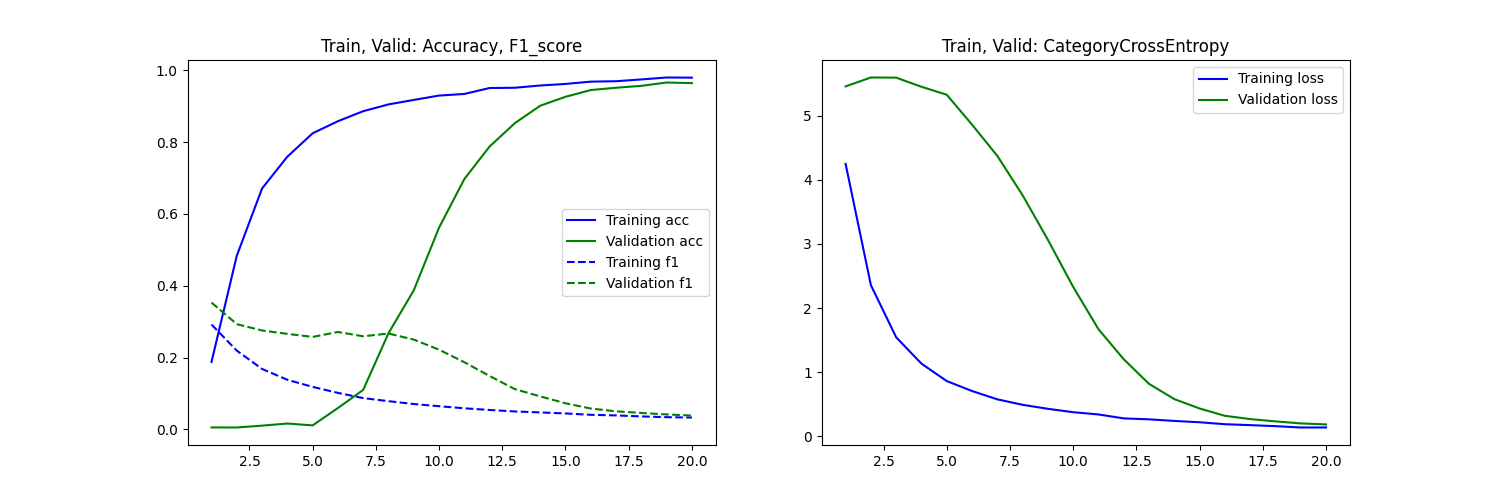 Train, Valid: Accuracy, F1_score
1.0
0.8
0.6
0.4
0.2
0.0
2.5 5.0 7.5 10.0 12.5 15.0 17.5 20.0
Training acc
Validation acc
Training f1
Validation f1
Train, Valid: CategoryCrossEntropy
5
4
3
2
1
0
2.5 5.0 7.5 10.0 12.5 15.0 17.5 20.0
Training loss
Validation loss